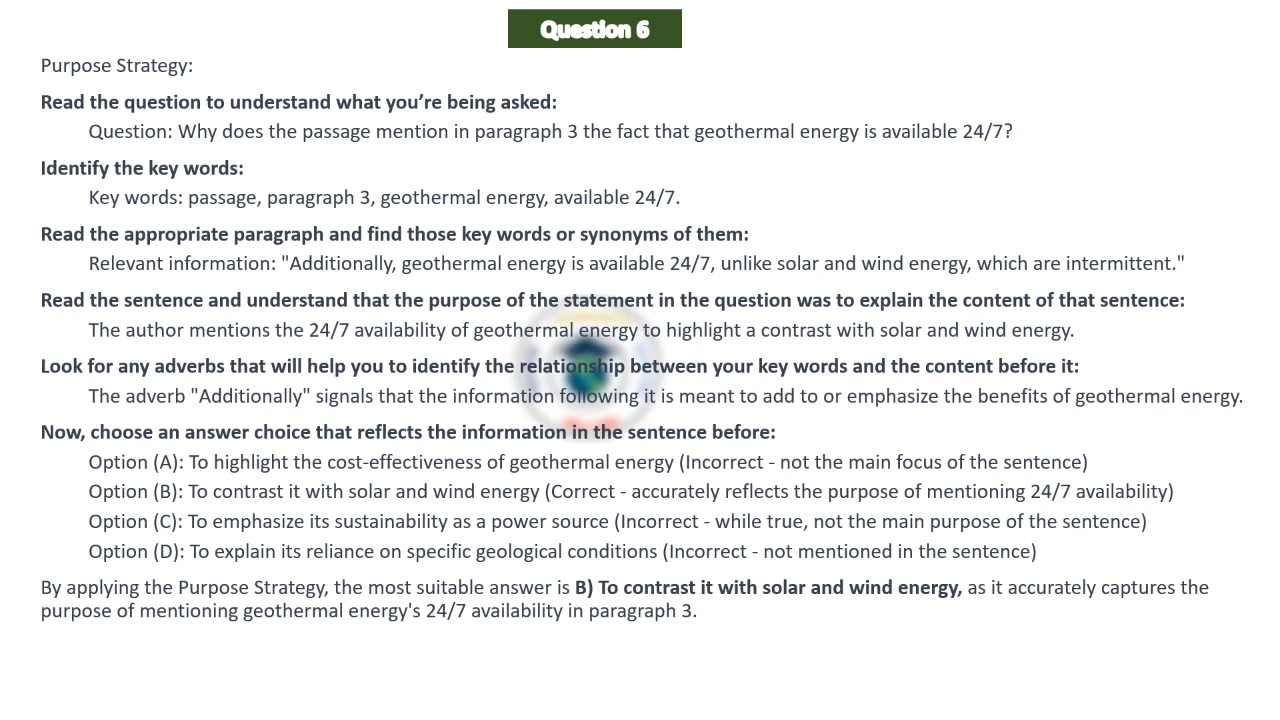 Question 6
Purpose Strategy:
Read the question to understand what you’re being asked:
Question: Why does the passage mention in paragraph 3 the fact that geothermal energy is available 24/7?
Identify the key words:
Key words: passage, paragraph 3, geothermal energy, available 24/7.
Read the appropriate paragraph and find those key words or synonyms of them:
Relevant information: "Additionally, geothermal energy is available 24/7, unlike solar and wind energy, which are intermittent."
Read the sentence and understand that the purpose of the statement in the question was to explain the content of that sentence:
The author mentions the 24/7 availability of geothermal energy to highlight a contrast with solar and wind energy.
Look for any adverbs that will help you to identify the relationship between your key words and the content before it:
The adverb "Additionally" signals that the information following it is meant to add to or emphasize the benefits of geothermal energy.
Now, choose an answer choice that reflects the information in the sentence before:
Option (A): To highlight the cost-effectiveness of geothermal energy (Incorrect - not the main focus of the sentence)
Option (B): To contrast it with solar and wind energy (Correct - accurately reflects the purpose of mentioning 24/7 availability)
Option (C): To emphasize its sustainability as a power source (Incorrect - while true, not the main purpose of the sentence)
Option (D): To explain its reliance on specific geological conditions (Incorrect - not mentioned in the sentence)
By applying the Purpose Strategy, the most suitable answer is B) To contrast it with solar and wind energy, as it accurately captures the
purpose of mentioning geothermal energy's 24/7 availability in paragraph 3.